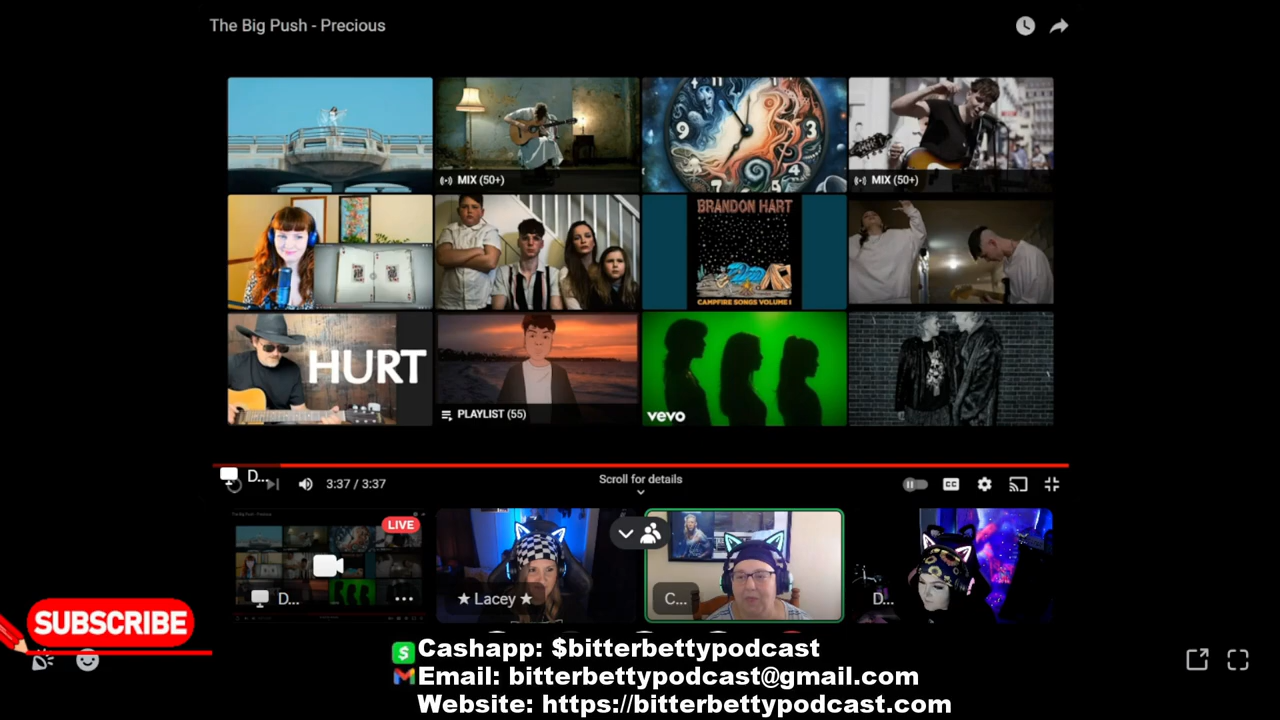 The Big Push - Precious
MIX (50+)
MIX (50+)
BRANDON HART
CAMPFIRE SONGS VOLUME I
HURT
PLAYLIST (55)
vevo
D...
3:37 / 3:37
Scroll for details
CC
LIVE
D...
★ Lacey ★
C...
D...
SUBSCRIBE
Cashapp: $bitterbettypodcast
Email: bitterbettypodcast@gmail.com
Website: https://bitterbettypodcast.com